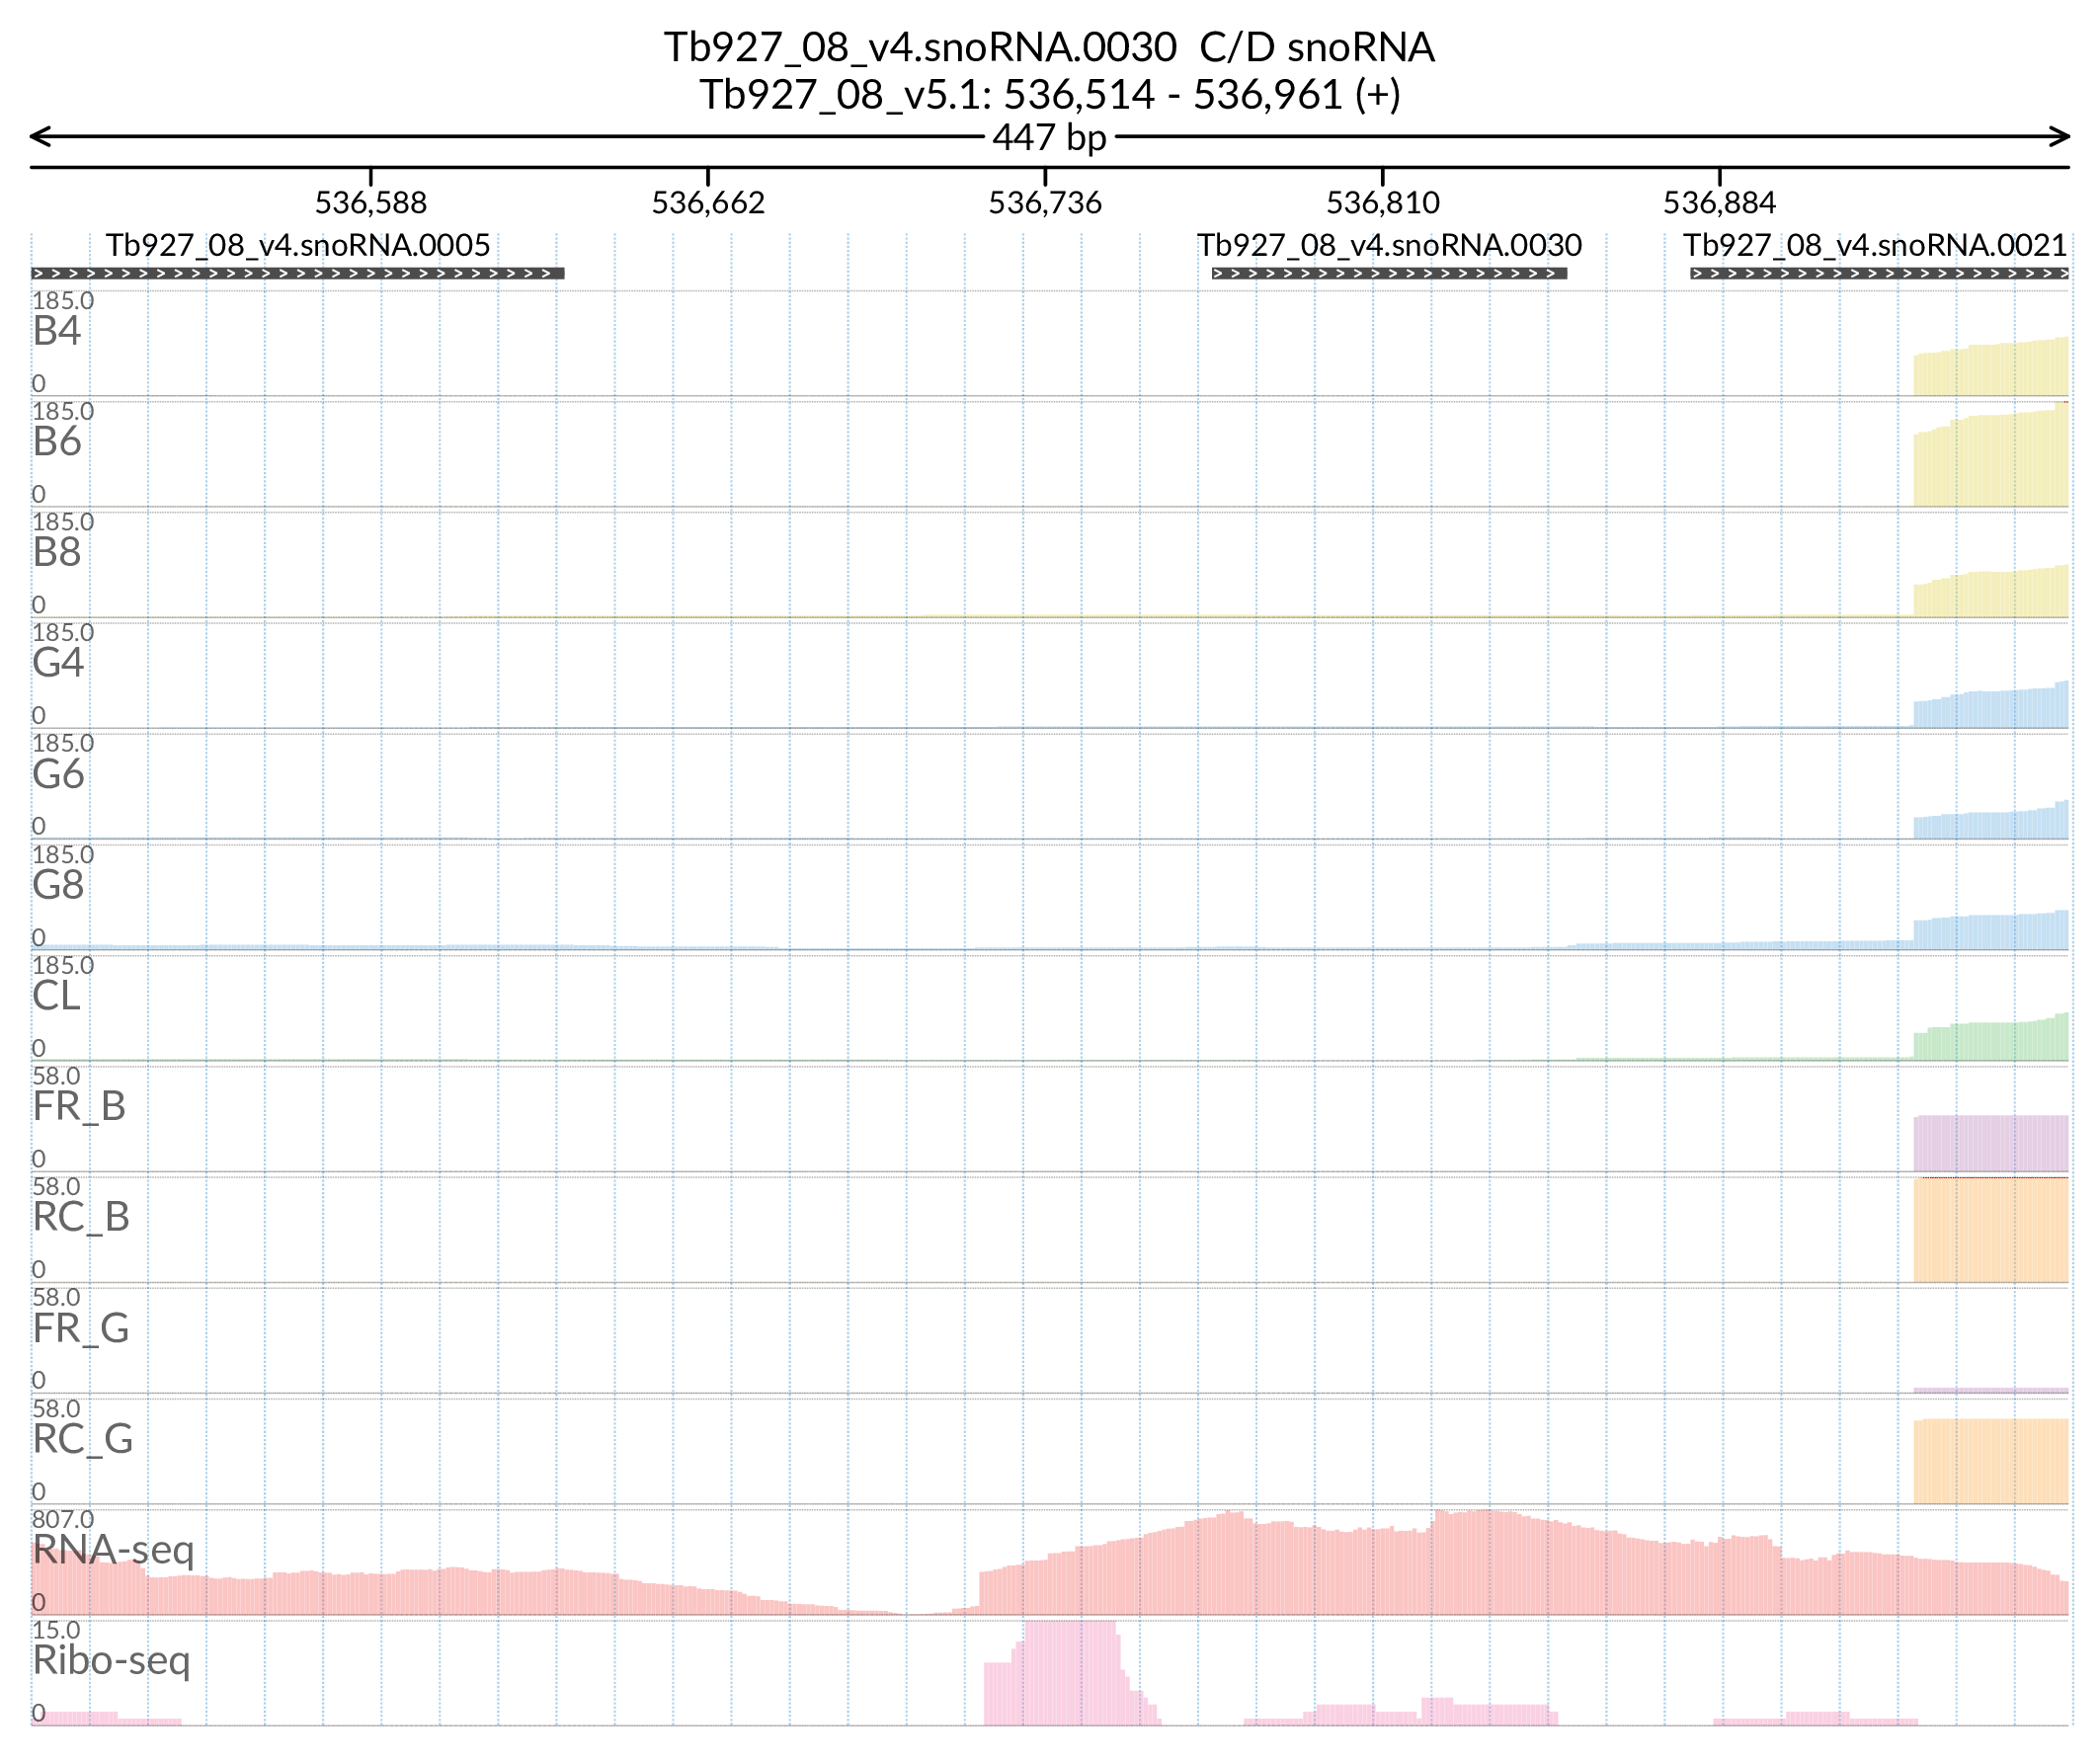 Tb927_08_v4.snoRNA.0030 C/D snoRNA
Tb927_08_v5.1: 536,514 - 536,961 (+)
447 bp
536,588 536,662 536,736 536,810 536,884
Tb927_08_v4.snoRNA.0005 Tb927_08_v4.snoRNA.0030 Tb927_08_v4.snoRNA.0021
185.0
B4
0
185.0
B6
0
185.0
B8
0
185.0
G4
0
185.0
G6
0
185.0
G8
0
185.0
CL
0
58.0
FR_B
0
58.0
RC_B
0
58.0
FR_G
0
58.0
RC_G
0
807.0
RNA-seq
0
15.0
Ribo-seq
0